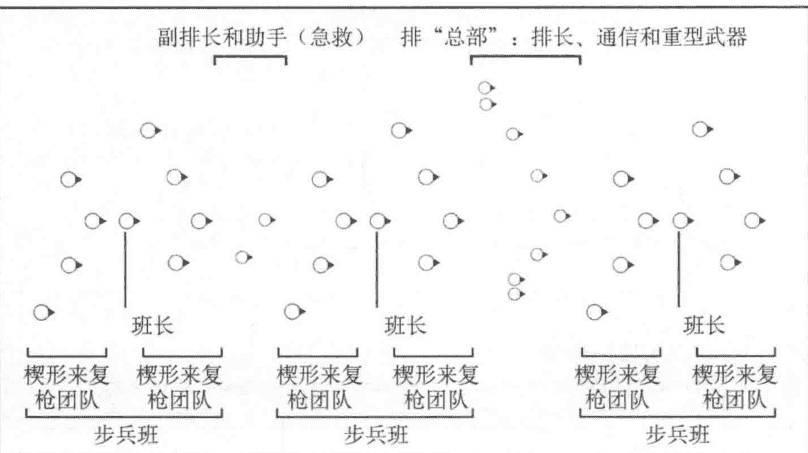 副排长和助手（急救） 排“总部”：排长、通信和重型武器
班长 班长 班长
楔形来复枪团队 楔形来复枪团队 楔形来复枪团队 楔形来复枪团队 楔形来复枪团队 楔形来复枪团队
步兵班 步兵班 步兵班